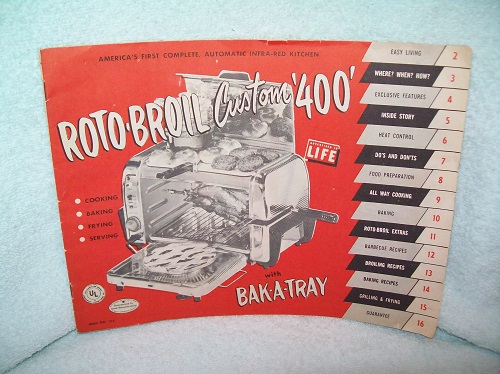 AMERICA'S FIRST COMPLETE, AUTOMATIC INFRA-RED KITCHEN
ROTO·BROIL Custom '400'
LIFE
COOKING
BAKING
FRYING
SERVING
with
BAK·A·TRAY
UL
EASY LIVING 2
WHERE? WHEN? HOW? 3
EXCLUSIVE FEATURES 4
INSIDE STORY 5
HEAT CONTROL 6
DO'S AND DON'TS 7
FOOD PREPARATION 8
ALL WAY COOKING 9
BAKING 10
ROTO-BROIL EXTRAS 11
BARBECUE RECIPES 12
BROILING RECIPES 13
BAKING RECIPES 14
GRILLING & FRYING 15
GUARANTEE 16